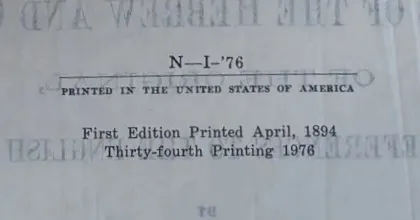 N—I-'76
PRINTED IN THE UNITED STATES OF AMERICA
First Edition Printed April, 1894
Thirty-fourth Printing 1976